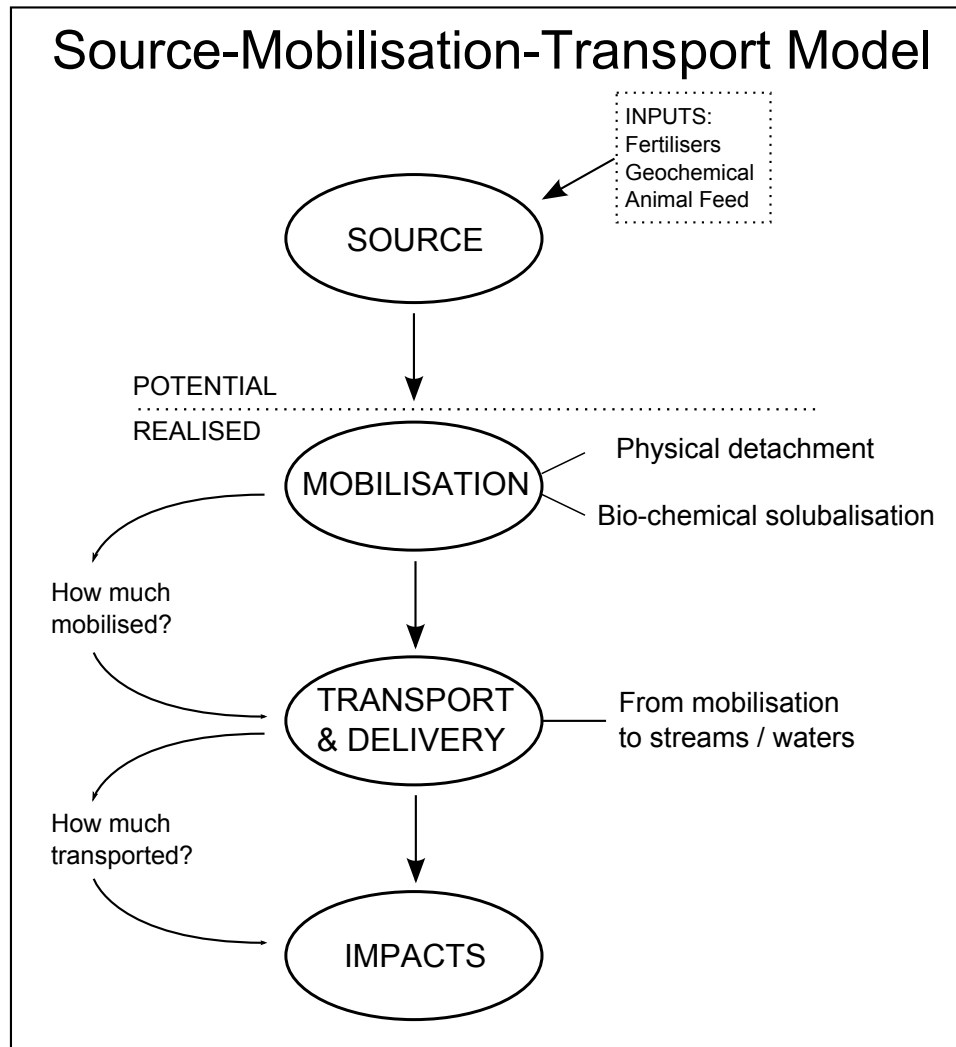 Source-Mobilisation-Transport Model
INPUTS:
Fertilisers
Geochemical
Animal Feed
SOURCE
POTENTIAL
REALISED
MOBILISATION
Physical detachment
Bio-chemical solubalisation
How much
mobilised?
TRANSPORT
& DELIVERY
From mobilisation
to streams / waters
How much
transported?
IMPACTS